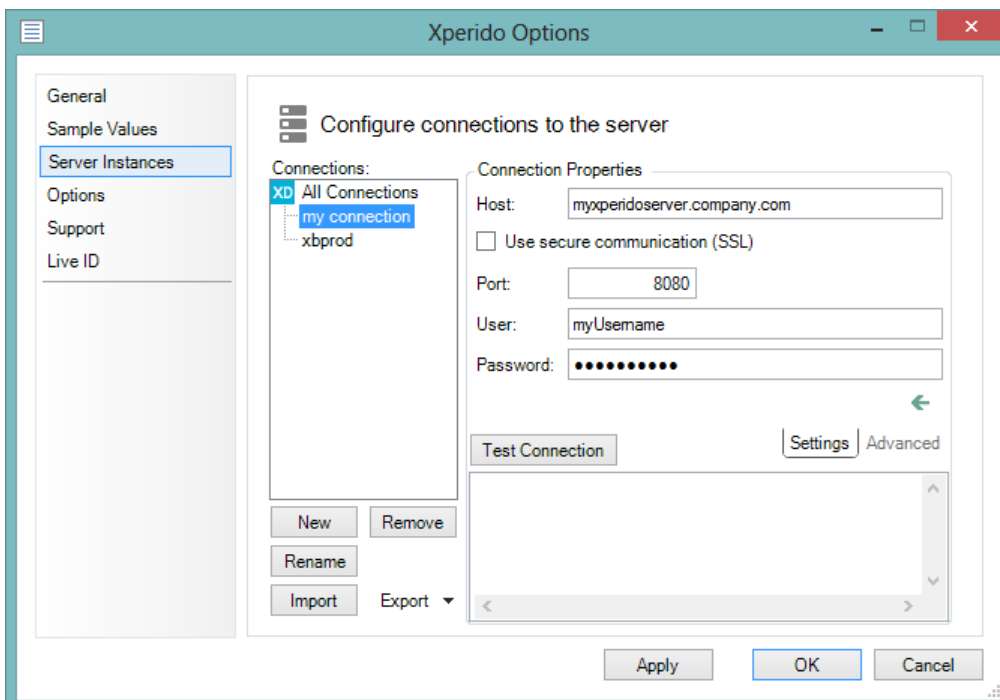 Xperido Options
General
Sample Values
Server Instances
Options
Support
Live ID
Configure connections to the server
Connections:
XD All Connections
my connection
xbprod
New
Remove
Rename
Import
Export
Connection Properties
Host: myxperidoserver.company.com
Use secure communication (SSL)
Port: 8080
User: myUsername
Password: ●●●●●●●●●●
Test Connection
Settings
Advanced
Apply
OK
Cancel